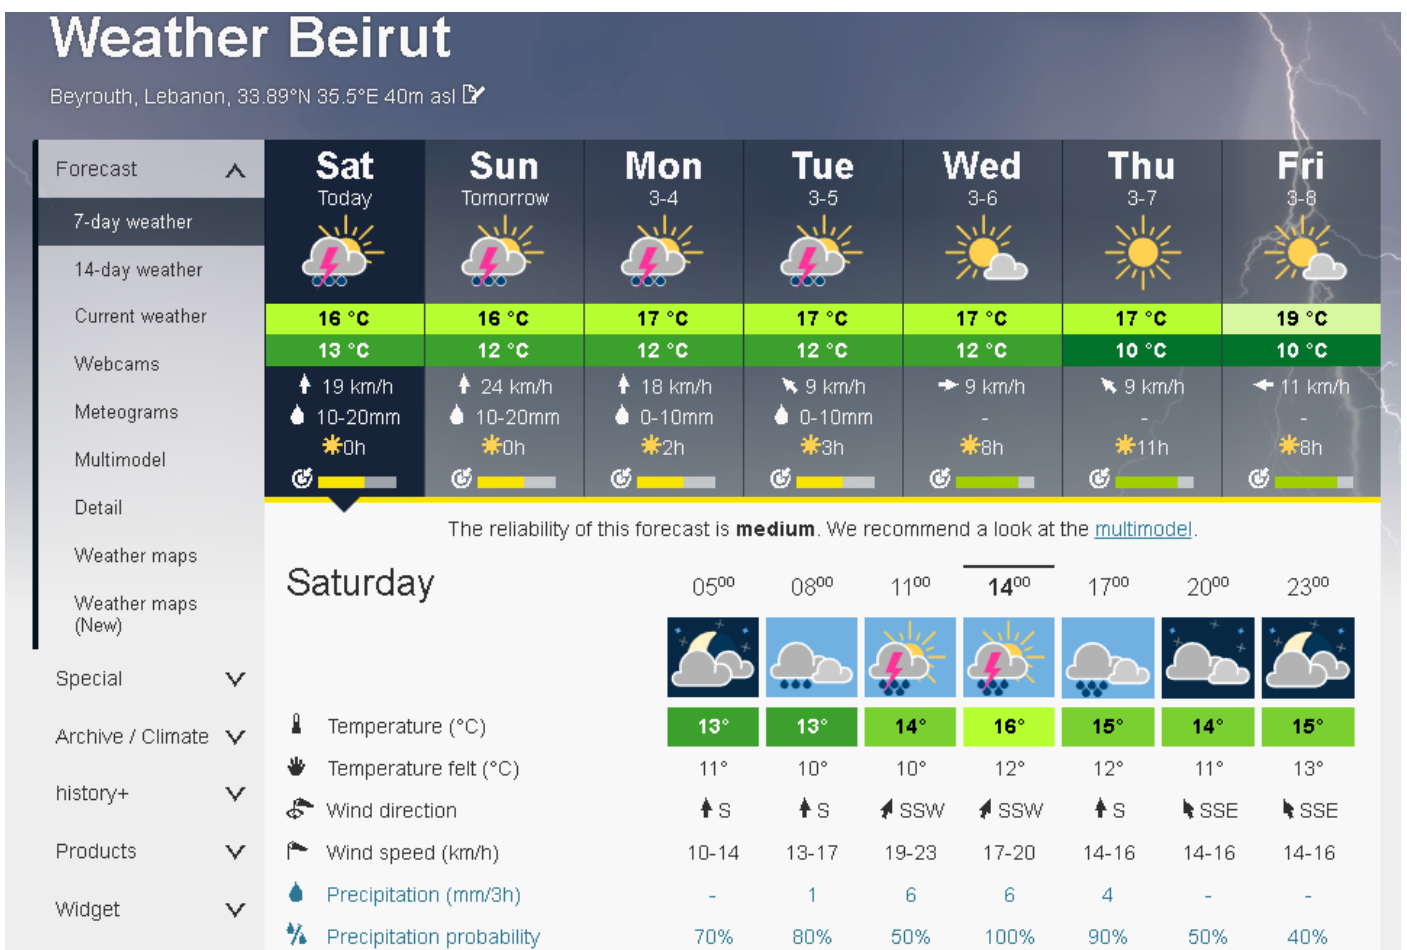 Weather Beirut
Beyrouth, Lebanon, 33.89°N 35.5°E 40m asl
Forecast
7-day weather
14-day weather
Current weather
Webcams
Meteograms
Multimodel
Detail
Weather maps
Weather maps
(New)
Special
Archive / Climate
history+
Products
Widget
Sat Sun Mon Tue Wed Thu Fri
Today Tomorrow 3-4 3-5 3-6 3-7 3-8
16 °C 16 °C 17 °C 17 °C 17 °C 17 °C 19 °C
13 °C 12 °C 12 °C 12 °C 12 °C 10 °C 10 °C
19 km/h 24 km/h 18 km/h 9 km/h 9 km/h 9 km/h 11 km/h
10-20mm 10-20mm 0-10mm 0-10mm - - -
0h 0h 2h 3h 8h 11h 8h
The reliability of this forecast is medium. We recommend a look at the multimodel.
Saturday 05⁰⁰ 08⁰⁰ 11⁰⁰ 14⁰⁰ 17⁰⁰ 20⁰⁰ 23⁰⁰
Temperature (°C) 13° 13° 14° 16° 15° 14° 15°
Temperature felt (°C) 11° 10° 10° 12° 12° 11° 13°
Wind direction S S SSW SSW S SSE SSE
Wind speed (km/h) 10-14 13-17 19-23 17-20 14-16 14-16 14-16
Precipitation (mm/3h) - 1 6 6 4 - -
Precipitation probability 70% 80% 50% 100% 90% 50% 40%